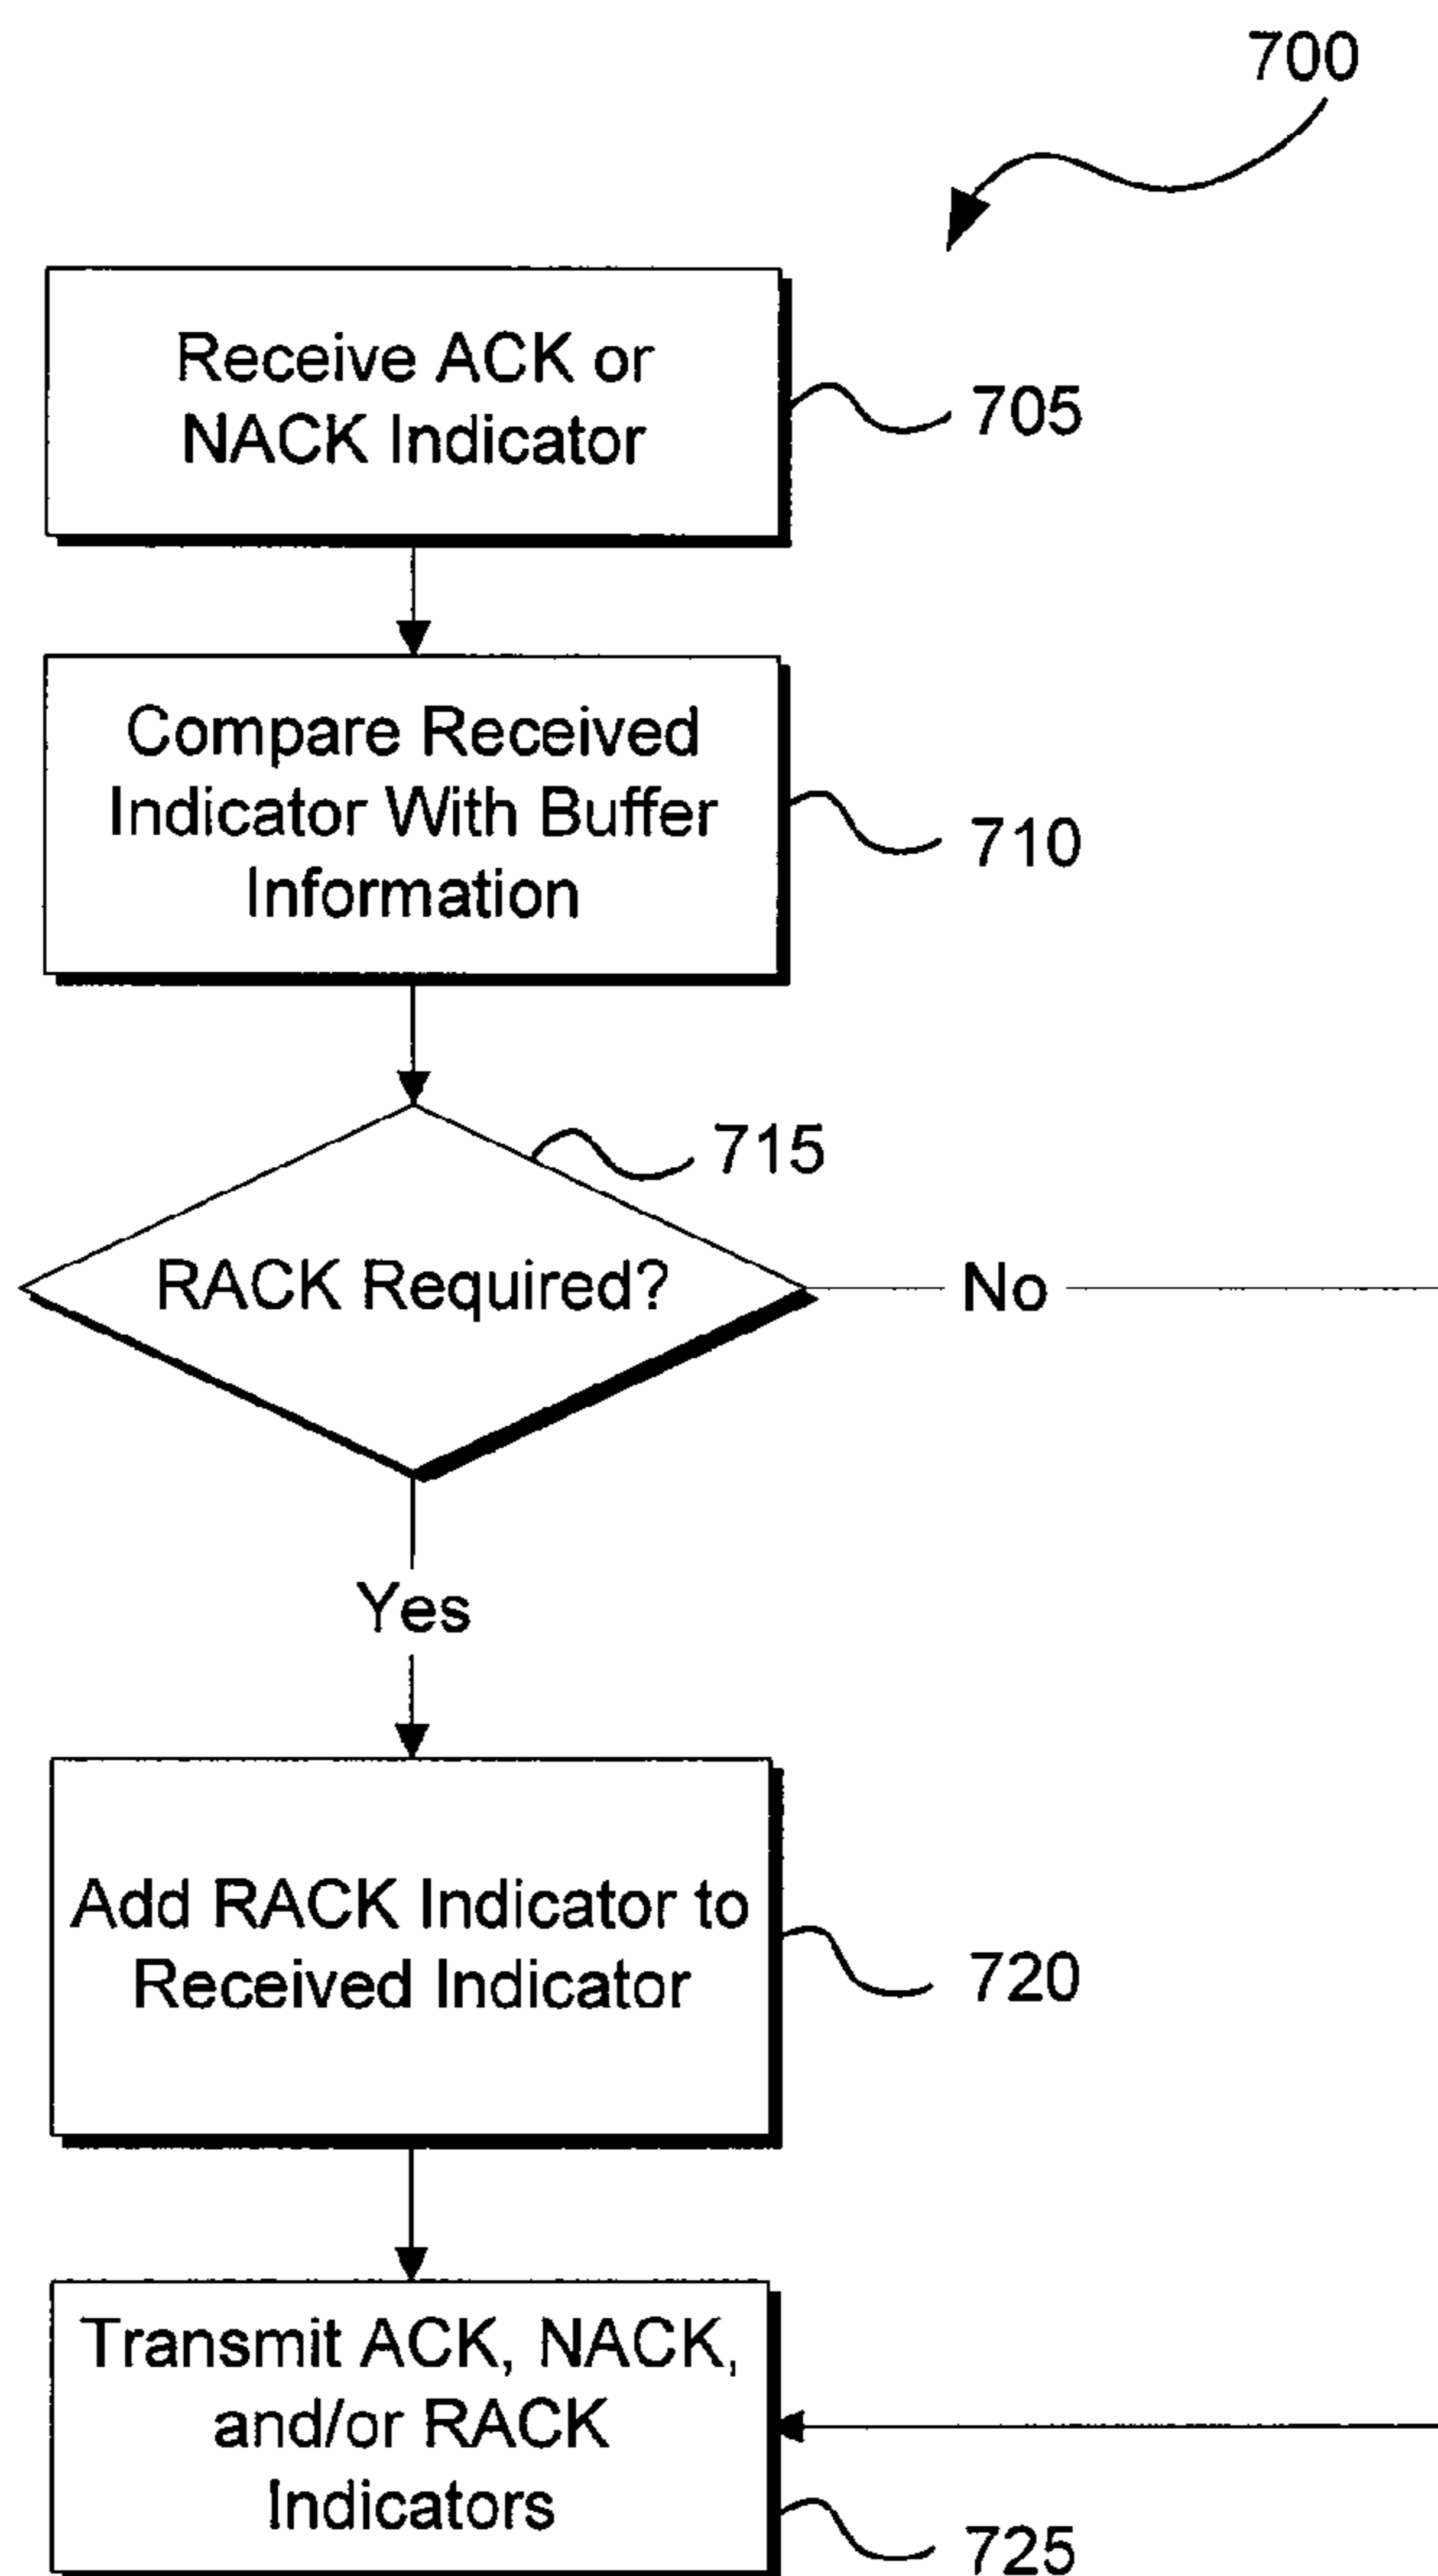 700
Receive ACK or
NACK Indicator
705
Compare Received
Indicator With Buffer
Information
710
715
RACK Required?
No
Yes
Add RACK Indicator to
Received Indicator
720
Transmit ACK, NACK,
and/or RACK
Indicators
725